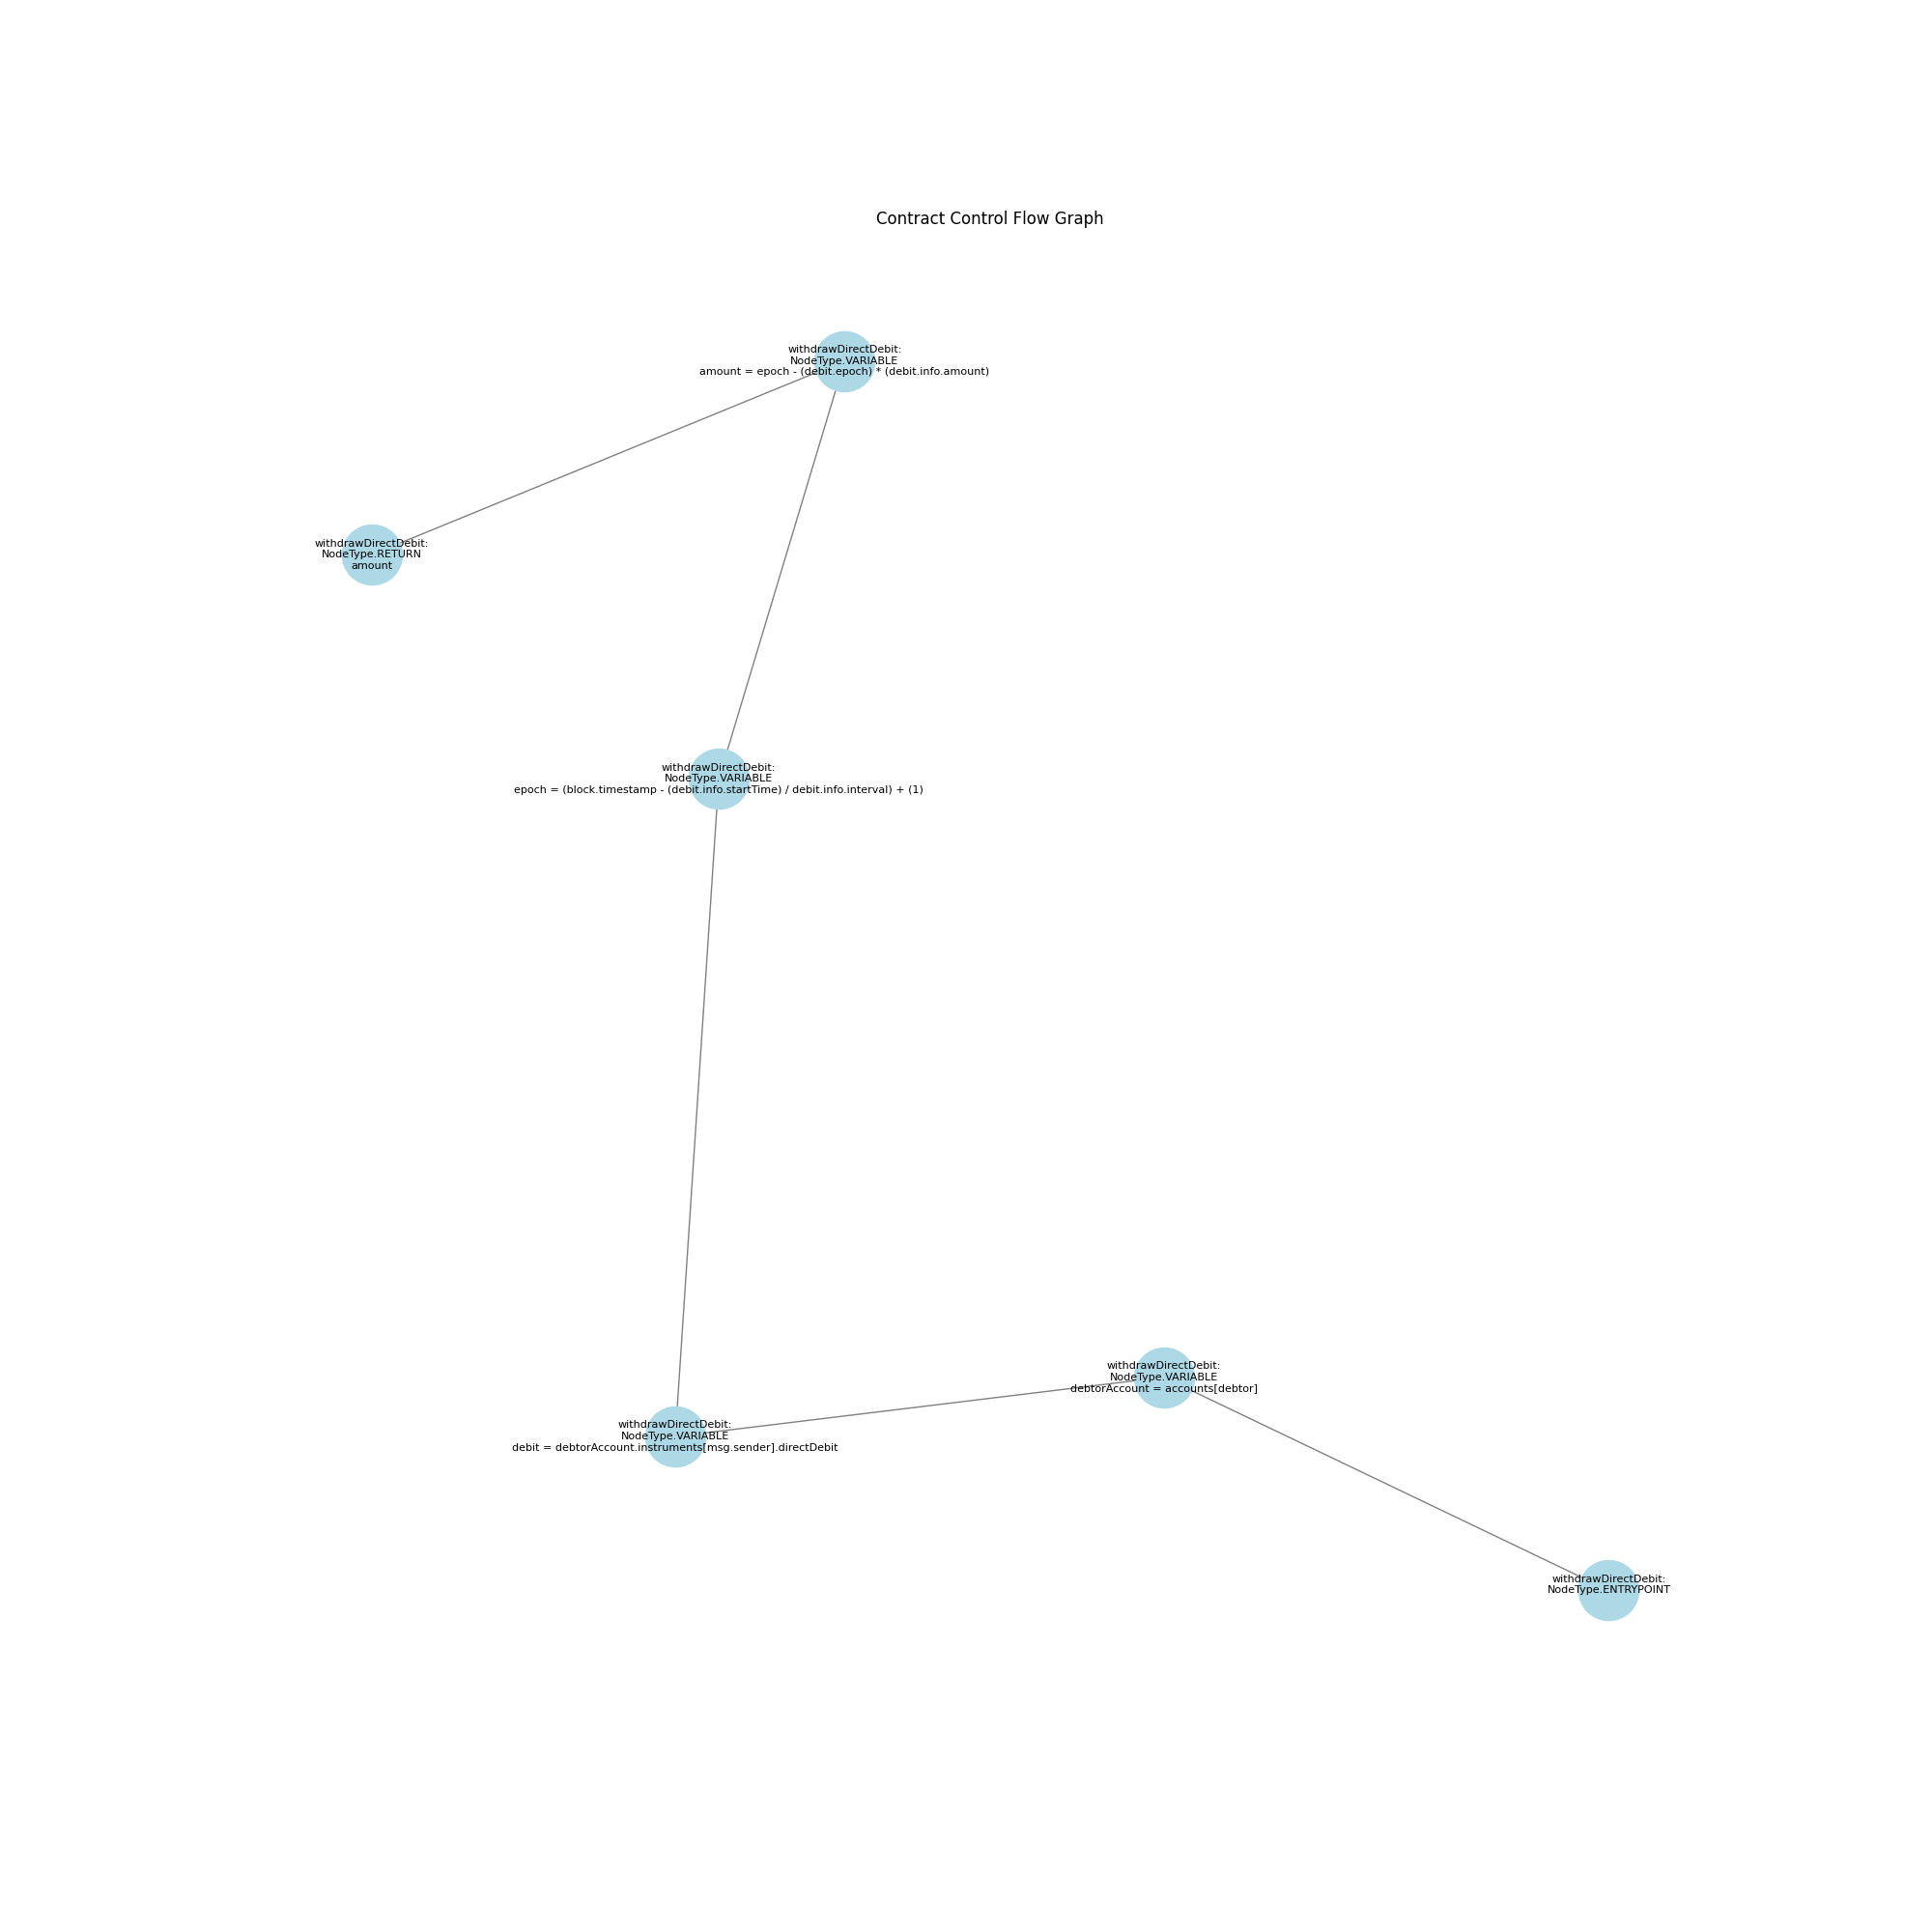 Contract Control Flow Graph
withdrawDirectDebit:
NodeType.VARIABLE
amount = epoch - (debit.epoch) * (debit.info.amount)
withdrawDirectDebit:
NodeType.RETURN
amount
withdrawDirectDebit:
NodeType.VARIABLE
epoch = (block.timestamp - (debit.info.startTime) / debit.info.interval) + (1)
withdrawDirectDebit:
NodeType.VARIABLE
debtorAccount = accounts[debtor]
withdrawDirectDebit:
NodeType.VARIABLE
debit = debtorAccount.instruments[msg.sender].directDebit
withdrawDirectDebit:
NodeType.ENTRYPOINT